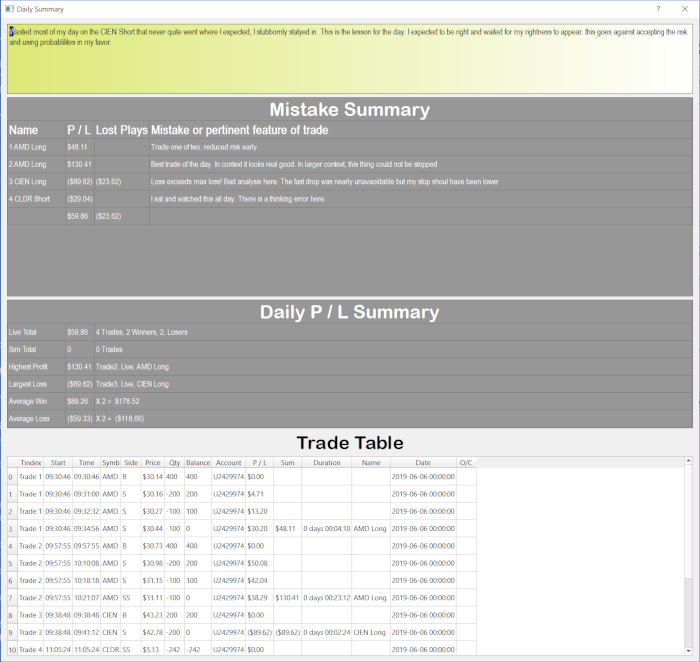 Daily Summary
Wasted most of my day on the CIEN Short that never quite went where I expected, I stubbornly statyed in. This is the lesson for the day. I expected to be right and waited for my rightness to appear. this goes against accepting the risk
and using probablilites in my favor.
Mistake Summary
Name P / L Lost Plays Mistake or pertinent feature of trade
1 AMD Long $48.11 Trade one of two. reduced risk early
2 AMD Long $130.41 Best trade of the day. In context it looks real good. In larger context, this thing could not be stopped
3 CIEN Long ($89.62) ($23.62) Loss exceeds max loss! Bad analysis here. The fast drop was nearly unavaoidable but my stop shoul have been lower
4 CLDR Short ($29.04) I sat and watched this all day. There is a thinking error here.
$59.86 ($23.62)
Daily P / L Summary
Live Total $59.86 4 Trades, 2 Winners, 2, Losers
Sim Total 0 0 Trades
Highest Profit $130.41 Trade2, Live, AMD Long
Largest Loss ($89.62) Trade3, Live, CIEN Long
Average Win $89.26 X 2 = $178.52
Average Loss ($59.33) X 2 = ($118.66)
Trade Table
Tindex Start Time Symb Side Price Qty Balance Account P / L Sum Duration Name Date O/C
0 Trade 1 09:30:46 09:30:46 AMD B $30.14 400 400 U2429974 $0.00 2019-06-06 00:00:00
1 Trade 1 09:30:46 09:31:00 AMD S $30.16 -200 200 U2429974 $4.71 2019-06-06 00:00:00
2 Trade 1 09:30:46 09:32:32 AMD S $30.27 -100 100 U2429974 $13.20 2019-06-06 00:00:00
3 Trade 1 09:30:46 09:34:56 AMD S $30.44 -100 0 U2429974 $30.20 $48.11 0 days 00:04:10 AMD Long 2019-06-06 00:00:00
4 Trade 2 09:57:55 09:57:55 AMD B $30.73 400 400 U2429974 $0.00 2019-06-06 00:00:00
5 Trade 2 09:57:55 10:10:08 AMD S $30.98 -200 200 U2429974 $50.08 2019-06-06 00:00:00
6 Trade 2 09:57:55 10:18:18 AMD S $31.15 -100 100 U2429974 $42.04 2019-06-06 00:00:00
7 Trade 2 09:57:55 10:21:07 AMD SS $31.11 -100 0 U2429974 $38.29 $130.41 0 days 00:23:12 AMD Long 2019-06-06 00:00:00
8 Trade 3 09:38:48 09:38:48 CIEN B $43.23 200 200 U2429974 $0.00 2019-06-06 00:00:00
9 Trade 3 09:38:48 09:41:12 CIEN S $42.78 -200 0 U2429974 ($89.62) ($89.62) 0 days 00:02:24 CIEN Long 2019-06-06 00:00:00
10 Trade 4 11:05:24 11:05:24 CLDR SS $5.13 -242 -242 U2429974 $0.00 2019-06-06 00:00:00